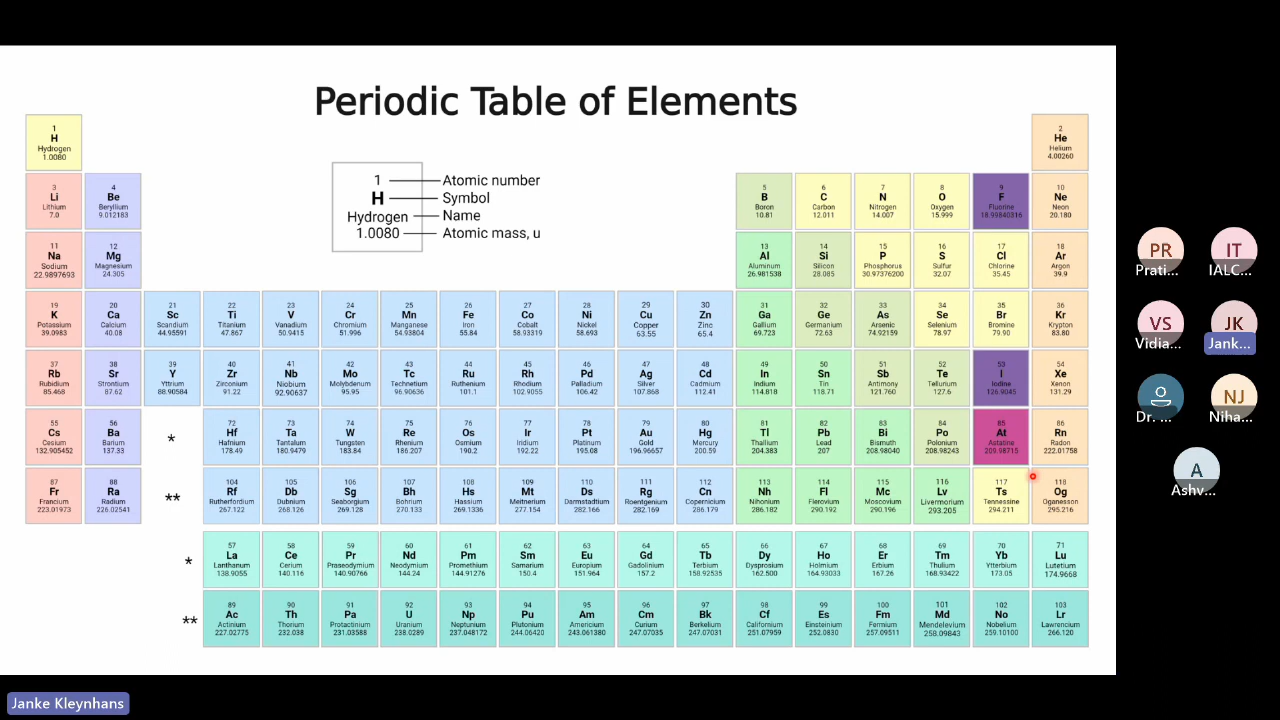 Periodic Table of Elements
1
H
Hydrogen
1.0080
2
He
Helium
4.00260
1 Atomic number
H Symbol
Hydrogen Name
1.0080 Atomic mass, u
3 4 5 6 7 8 9 10
Li Be B C N O F Ne
Lithium Beryllium Boron Carbon Nitrogen Oxygen Fluorine Neon
7.0 9.012183 10.81 12.011 14.007 15.999 18.99840316 20.180
11 12 13 14 15 16 17 18
Na Mg Al Si P S Cl Ar
Sodium Magnesium Aluminum Silicon Phosphorus Sulfur Chlorine Argon
22.9897693 24.305 26.981538 28.085 30.97376200 32.07 35.45 39.9
19 20 21 22 23 24 25 26 27 28 29 30 31 32 33 34 35 36
K Ca Sc Ti V Cr Mn Fe Co Ni Cu Zn Ga Ge As Se Br Kr
Potassium Calcium Scandium Titanium Vanadium Chromium Manganese Iron Cobalt Nickel Copper Zinc Gallium Germanium Arsenic Selenium Bromine Krypton
39.0983 40.08 44.95591 47.867 50.9415 51.996 54.93804 55.84 58.93319 58.693 63.55 65.4 69.723 72.63 74.92159 78.97 79.90 83.80
37 38 39 40 41 42 43 44 45 46 47 48 49 50 51 52 53 54
Rb Sr Y Zr Nb Mo Tc Ru Rh Pd Ag Cd In Sn Sb Te I Xe
Rubidium Strontium Yttrium Zirconium Niobium Molybdenum Technetium Ruthenium Rhodium Palladium Silver Cadmium Indium Tin Antimony Tellurium Iodine Xenon
85.468 87.62 88.90584 91.22 92.90637 95.95 96.90636 101.1 102.9055 106.42 107.868 112.41 114.818 118.71 121.760 127.6 126.9045 131.29
55 56 * 72 73 74 75 76 77 78 79 80 81 82 83 84 85 86
Cs Ba Hf Ta W Re Os Ir Pt Au Hg Tl Pb Bi Po At Rn
Cesium Barium Hafnium Tantalum Tungsten Rhenium Osmium Iridium Platinum Gold Mercury Thallium Lead Bismuth Polonium Astatine Radon
132.905452 137.33 178.49 180.9479 183.84 186.207 190.2 192.22 195.08 196.96657 200.59 204.383 207 208.98040 208.98243 209.98715 222.01758
87 88 ** 104 105 106 107 108 109 110 111 112 113 114 115 116 117 118
Fr Ra Rf Db Sg Bh Hs Mt Ds Rg Cn Nh Fl Mc Lv Ts Og
Francium Radium Rutherfordium Dubnium Seaborgium Bohrium Hassium Meitnerium Darmstadtium Roentgenium Copernicium Nihonium Flerovium Moscovium Livermorium Tennessine Oganesson
223.01973 226.02541 267.122 268.126 269.128 270.133 269.1336 277.154 282.166 282.169 286.179 286.182 290.192 290.196 293.205 294.211 295.216
* 57 58 59 60 61 62 63 64 65 66 67 68 69 70 71
La Ce Pr Nd Pm Sm Eu Gd Tb Dy Ho Er Tm Yb Lu
Lanthanum Cerium Praseodymium Neodymium Promethium Samarium Europium Gadolinium Terbium Dysprosium Holmium Erbium Thulium Ytterbium Lutetium
138.9055 140.116 140.90766 144.24 144.91276 150.4 151.964 157.2 158.92535 162.500 164.93033 167.26 168.93422 173.05 174.9668
** 89 90 91 92 93 94 95 96 97 98 99 100 101 102 103
Ac Th Pa U Np Pu Am Cm Bk Cf Es Fm Md No Lr
Actinium Thorium Protactinium Uranium Neptunium Plutonium Americium Curium Berkelium Californium Einsteinium Fermium Mendelevium Nobelium Lawrencium
227.02775 232.038 231.03588 238.0289 237.048172 244.06420 243.061380 247.07035 247.07031 251.07959 252.0830 257.09511 258.09843 259.10100 266.120
PR IT
Prati... IALC...
VS JK
Vidia... Jank...
NJ
Dr. ... Niha...
A
Ashv...
Janke Kleynhans